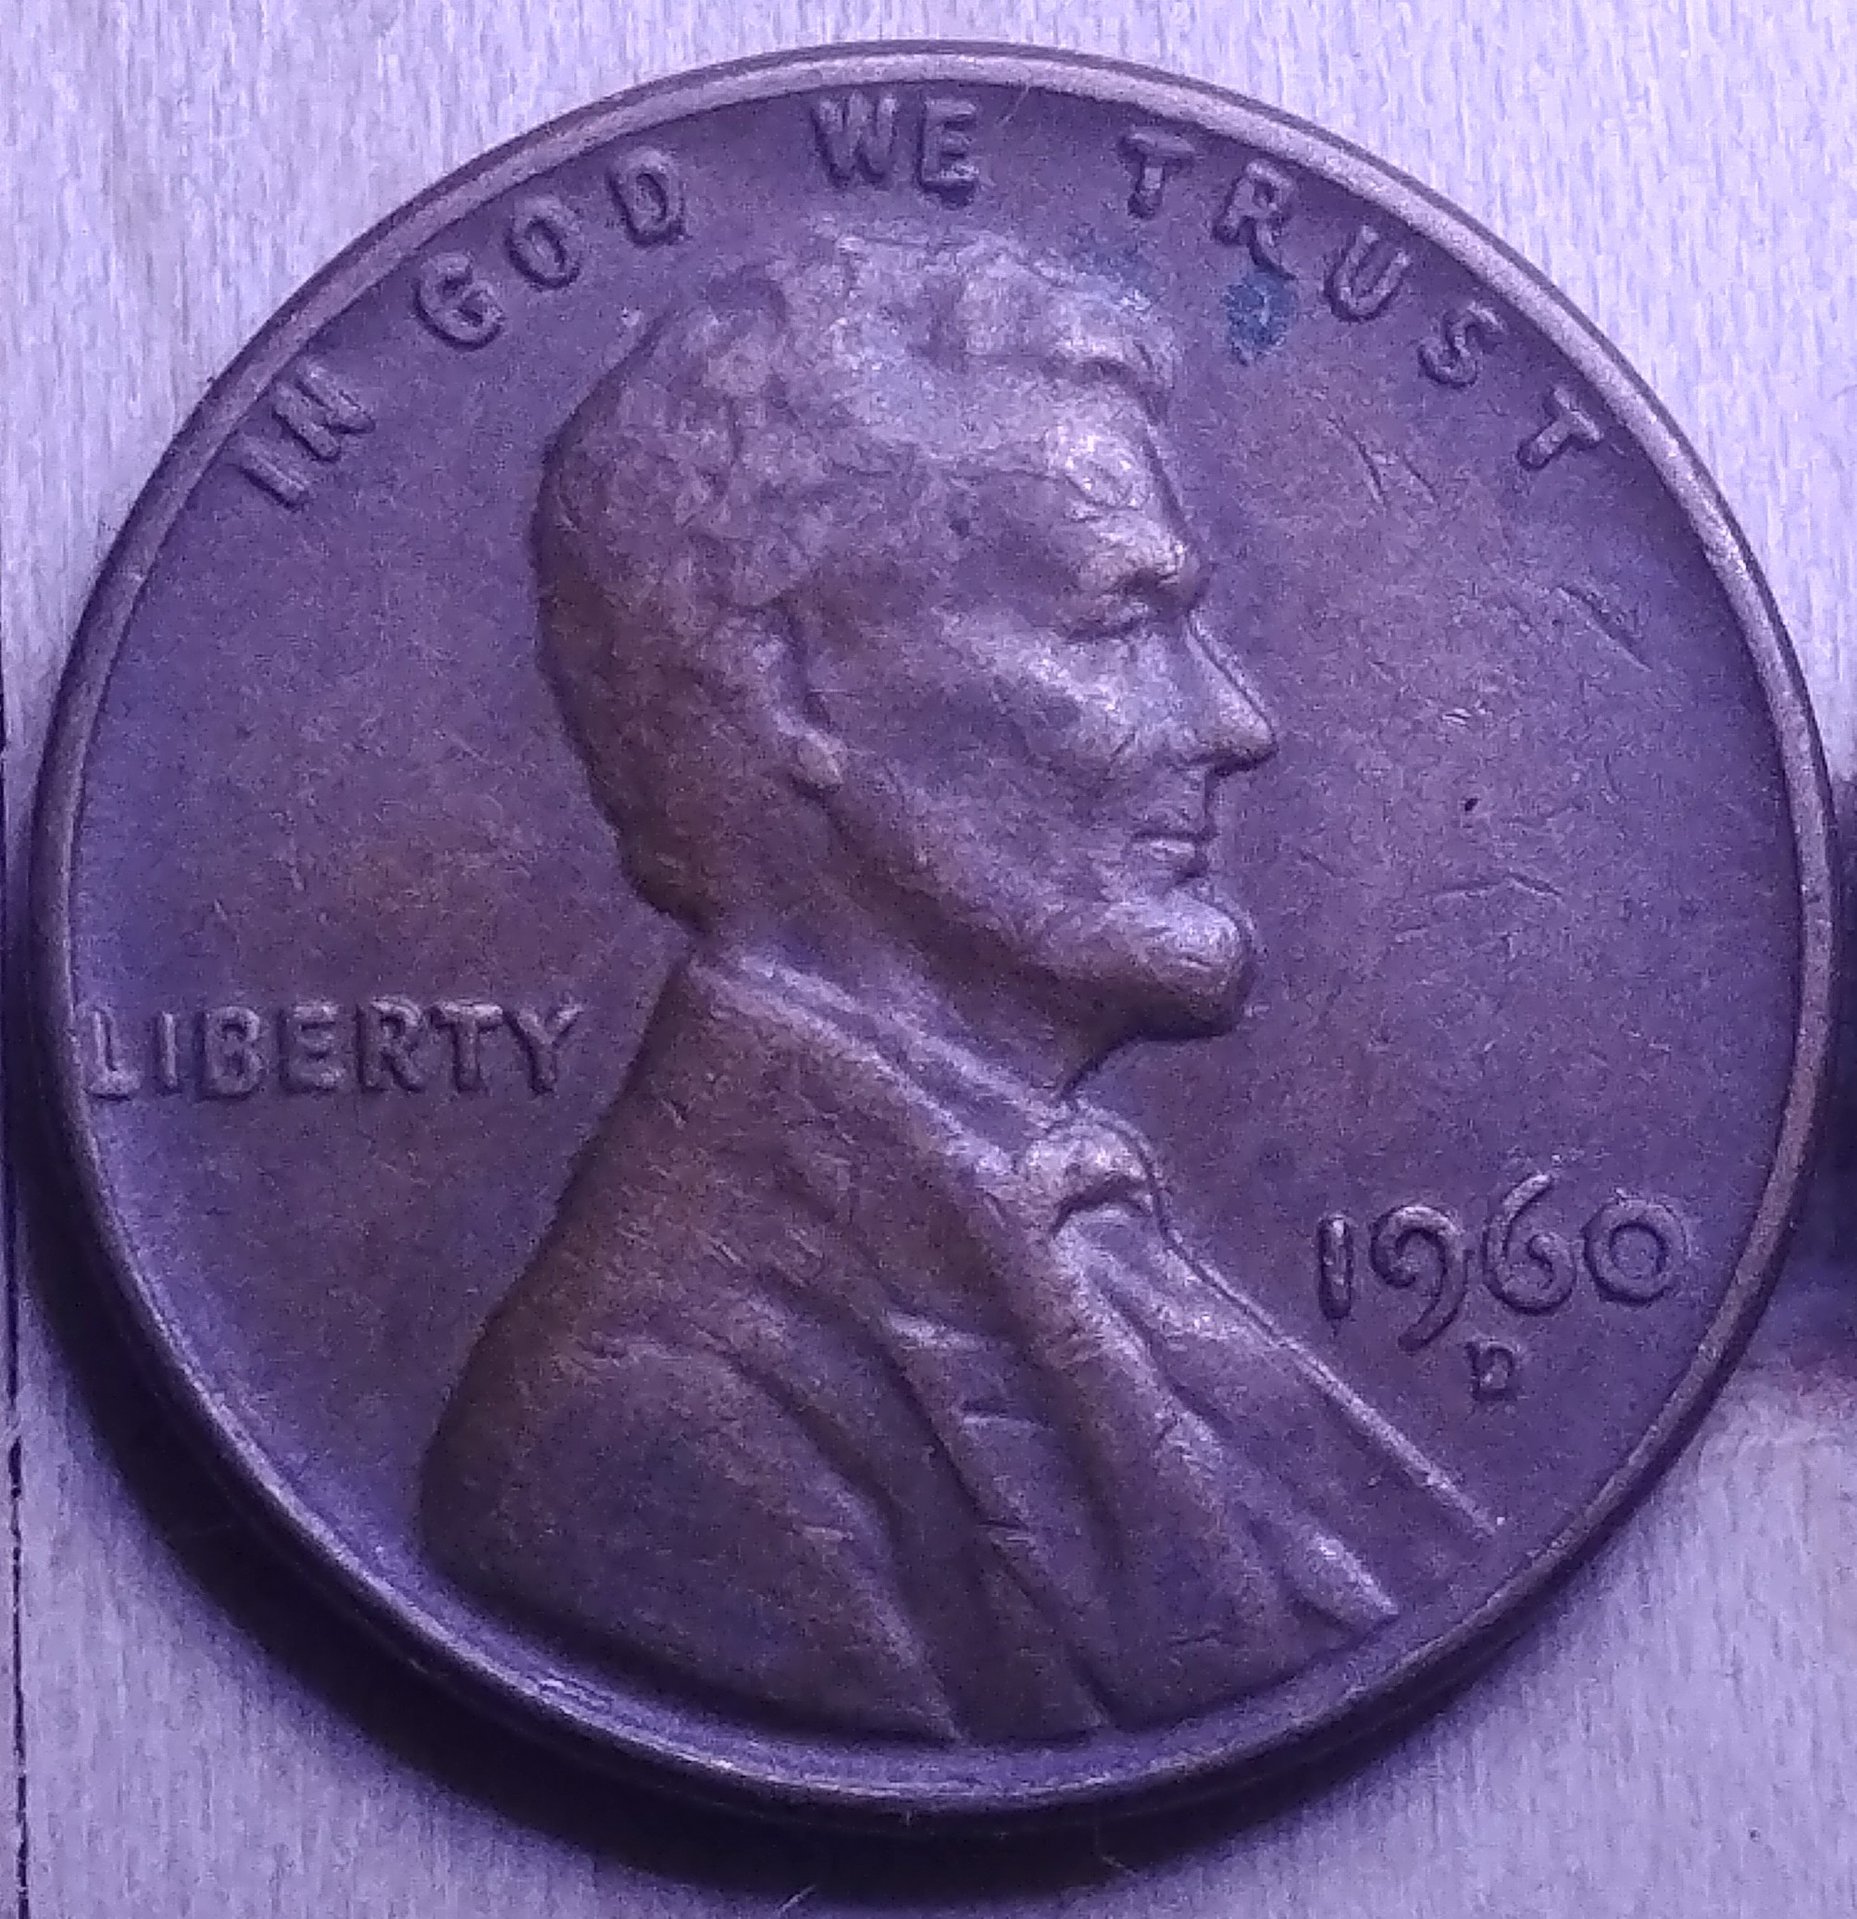 IN GOD WE TRUST
LIBERTY
1960
D